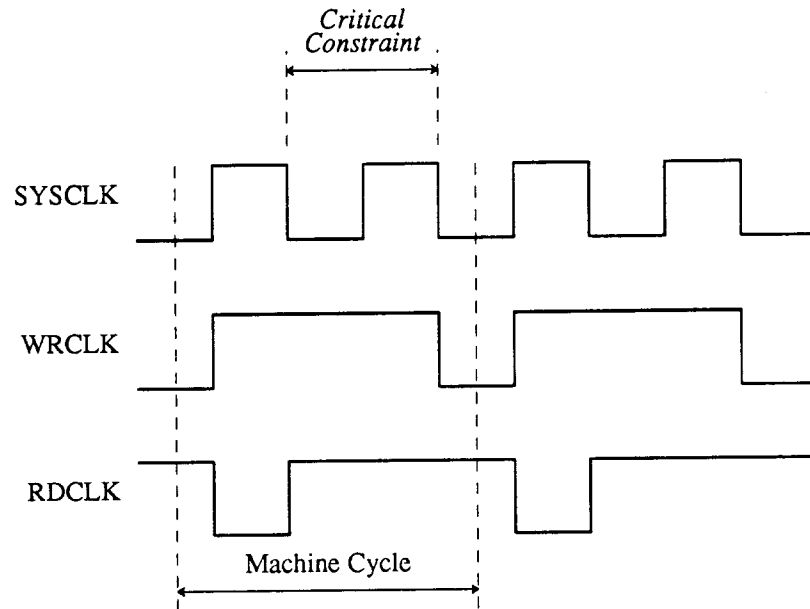 Critical
Constraint
SYSCLK
WRCLK
RDCLK
Machine Cycle